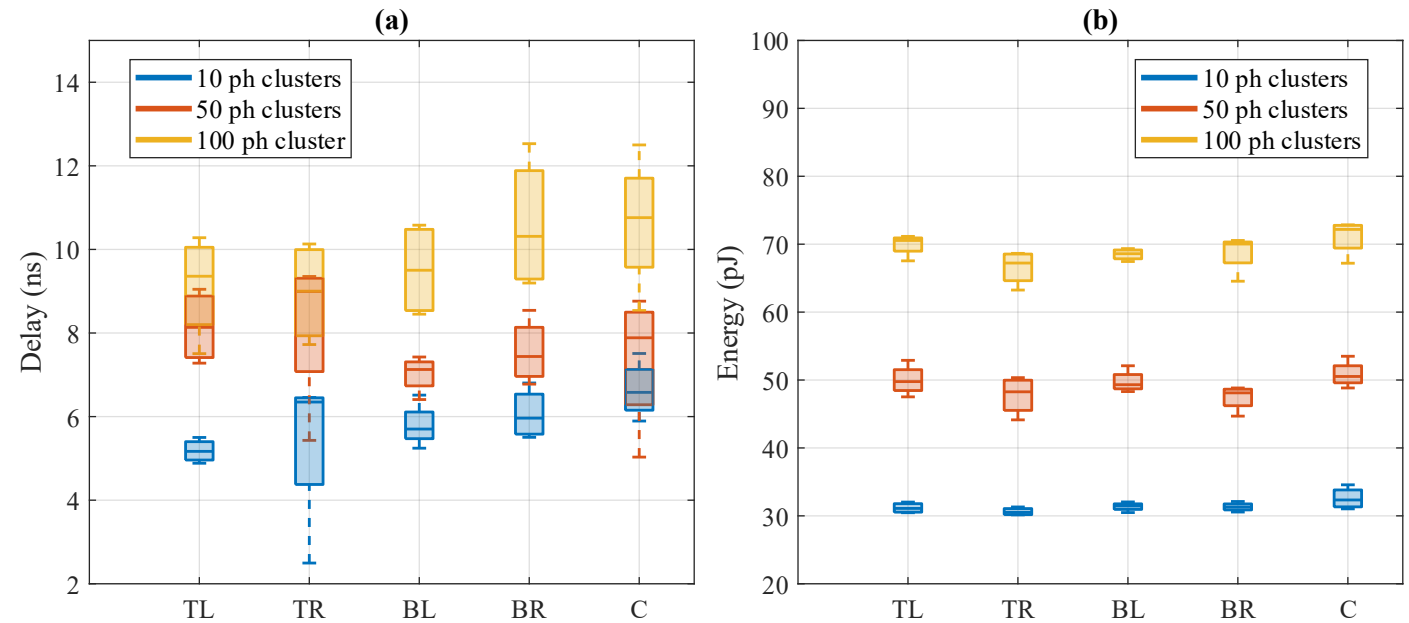 (a)
Delay (ns)
14
12
10
8
6
4
2
10 ph clusters
50 ph clusters
100 ph cluster
TL TR BL BR C
(b)
Energy (pJ)
100
90
80
70
60
50
40
30
20
10 ph clusters
50 ph clusters
100 ph clusters
TL TR BL BR C